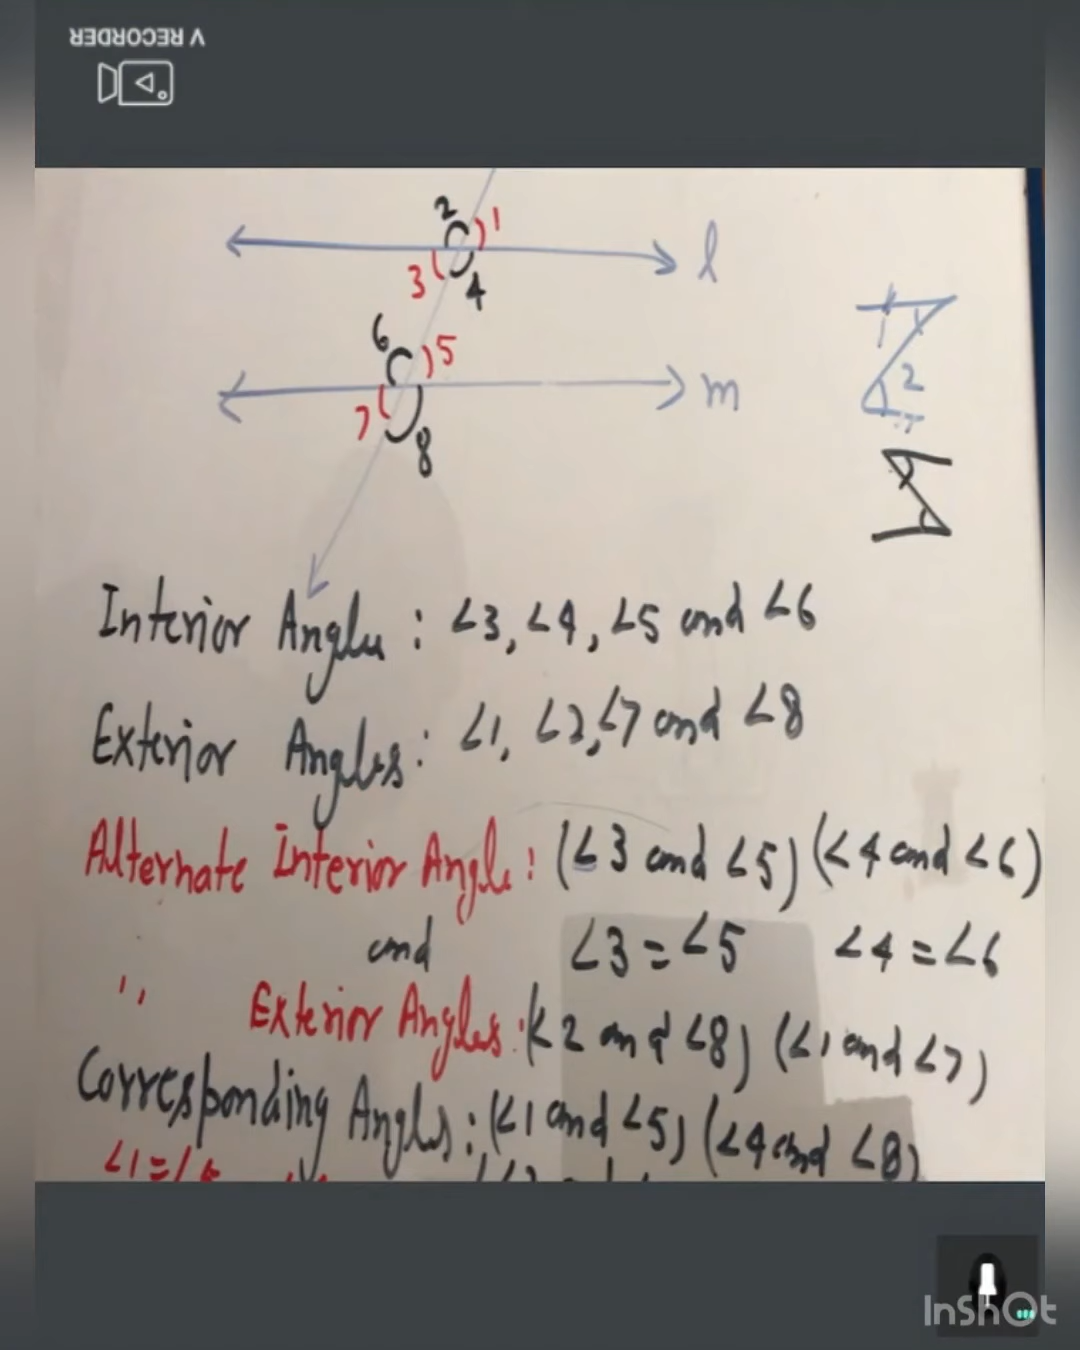 V RECORDER
2 1
l
3 4
6 5
m
7 8
1
2
Interior Angles : ∠3, ∠4, ∠5 and ∠6
Exterior Angles : ∠1, ∠2, ∠7 and ∠8
Alternate Interior Angle : (∠3 and ∠5) (∠4 and ∠6)
and ∠3 = ∠5 ∠4 = ∠6
" Exterior Angles : (∠2 and ∠8) (∠1 and ∠7)
Corresponding Angles : (∠1 and ∠5) (∠4 and ∠8)
∠1 =
InShOt